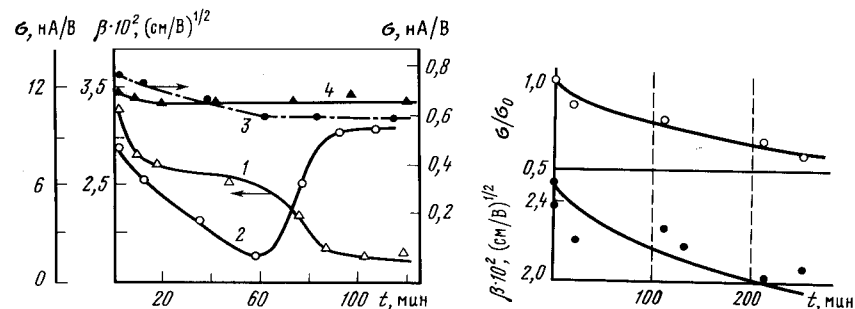 σ, нА/В β·10², (см/В)^1/2 σ, нА/В
12 3,5 0,8
4
3 0,6
1 0,4
6 2,5
2 0,2
0
20 60 100 t, мин
1,0
σ/σ₀
0,5
2,4
β·10², (см/В)^1/2
2,0
100 200 t, мин